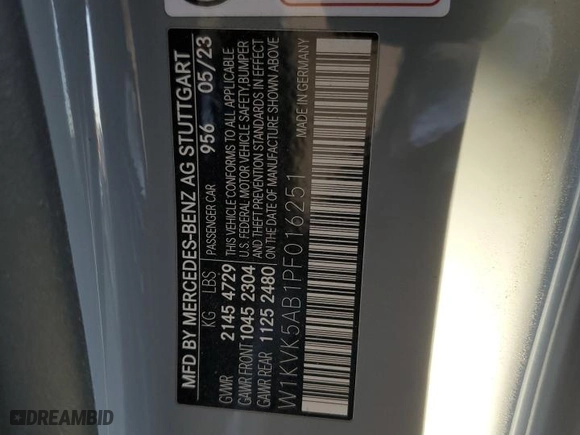 MFD BY MERCEDES-BENZ AG STUTTGART
KG LBS
PASSENGER CAR 956 05/23
GVWR 2145 4729
GAWR FRONT 1045 2304
GAWR REAR 1125 2480
THIS VEHICLE CONFORMS TO ALL APPLICABLE
U.S. FEDERAL MOTOR VEHICLE SAFETY, BUMPER
AND THEFT PREVENTION STANDARDS IN EFFECT
ON THE DATE OF MANUFACTURE SHOWN ABOVE
W1KVK5AB1PF016251
MADE IN GERMANY
DREAMBID